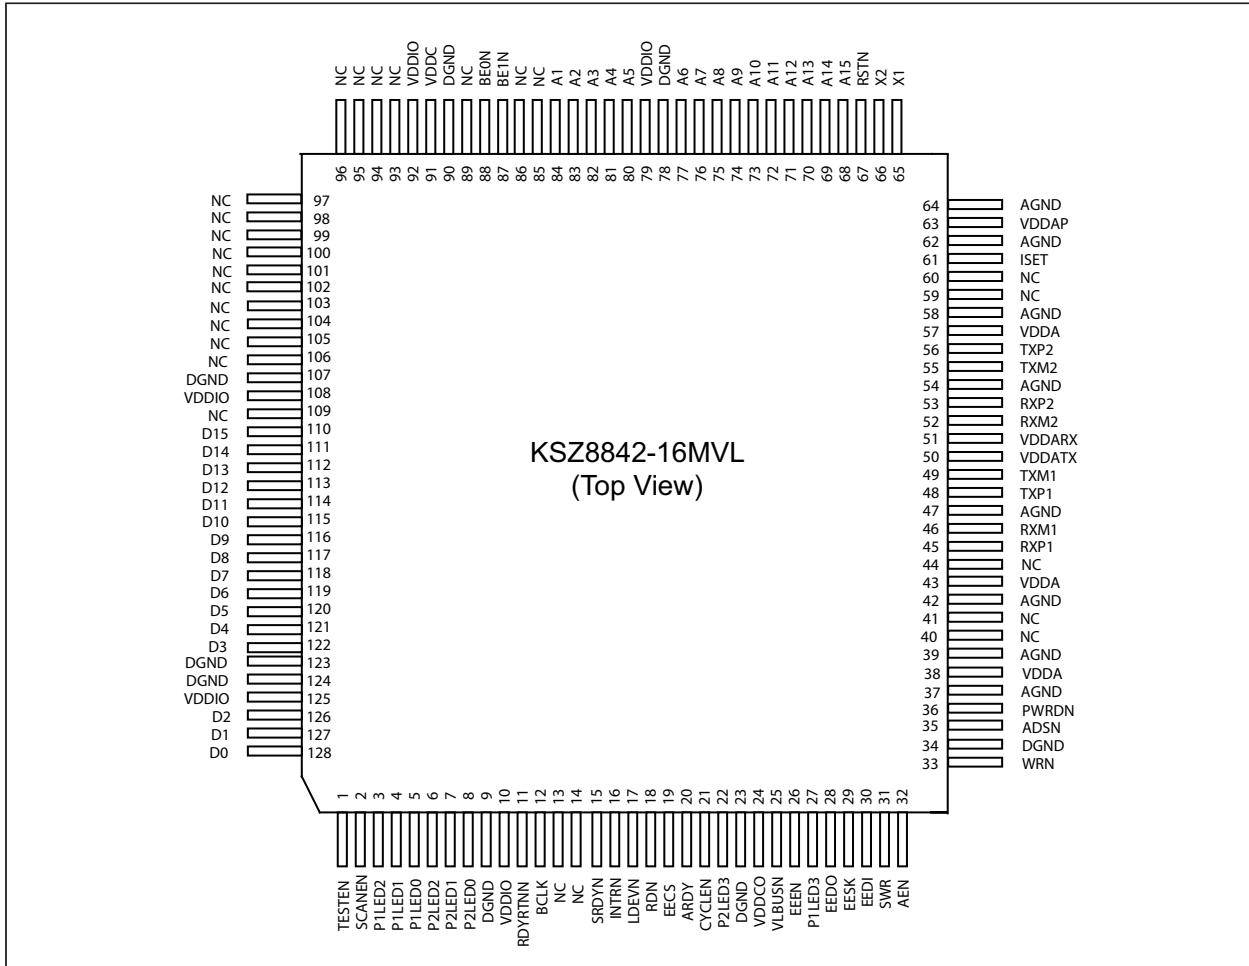 NC NC NC NC VDDIO VDDC DGND NC BE0N BE1N NC NC A1 A2 A3 A4 A5 VDDIO DGND A6 A7 A8 A9 A10 A11 A12 A13 A14 A15 RSTN X2 X1
96 95 94 93 92 91 90 89 88 87 86 85 84 83 82 81 80 79 78 77 76 75 74 73 72 71 70 69 68 67 66 65
NC 97
NC 98
NC 99
NC 100
NC 101
NC 102
NC 103
NC 104
NC 105
NC 106
DGND 107
VDDIO 108
NC 109
D15 110
D14 111
D13 112
D12 113
D11 114
D10 115
D9 116
D8 117
D7 118
D6 119
D5 120
D4 121
D3 122
DGND 123
DGND 124
VDDIO 125
D2 126
D1 127
D0 128
KSZ8842-16MVL
(Top View)
64 AGND
63 VDDAP
62 AGND
61 ISET
60 NC
59 NC
58 AGND
57 VDDA
56 TXP2
55 TXM2
54 AGND
53 RXP2
52 RXM2
51 VDDARX
50 VDDATX
49 TXM1
48 TXP1
47 AGND
46 RXM1
45 RXP1
44 NC
43 VDDA
42 AGND
41 NC
40 NC
39 AGND
38 VDDA
37 AGND
36 PWRDN
35 ADSN
34 DGND
33 WRN
1 2 3 4 5 6 7 8 9 10 11 12 13 14 15 16 17 18 19 20 21 22 23 24 25 26 27 28 29 30 31 32
TESTEN SCANEN P1LED2 P1LED1 P1LED0 P2LED2 P2LED1 P2LED0 DGND VDDIO RDYRTNN BCLK NC NC SRDYN INTRN LDEVN RDN EECS ARDY CYCLEN P2LED3 DGND VDDCO VLBUSN EEEN P1LED3 EEDO EESK EEDI SWR AEN